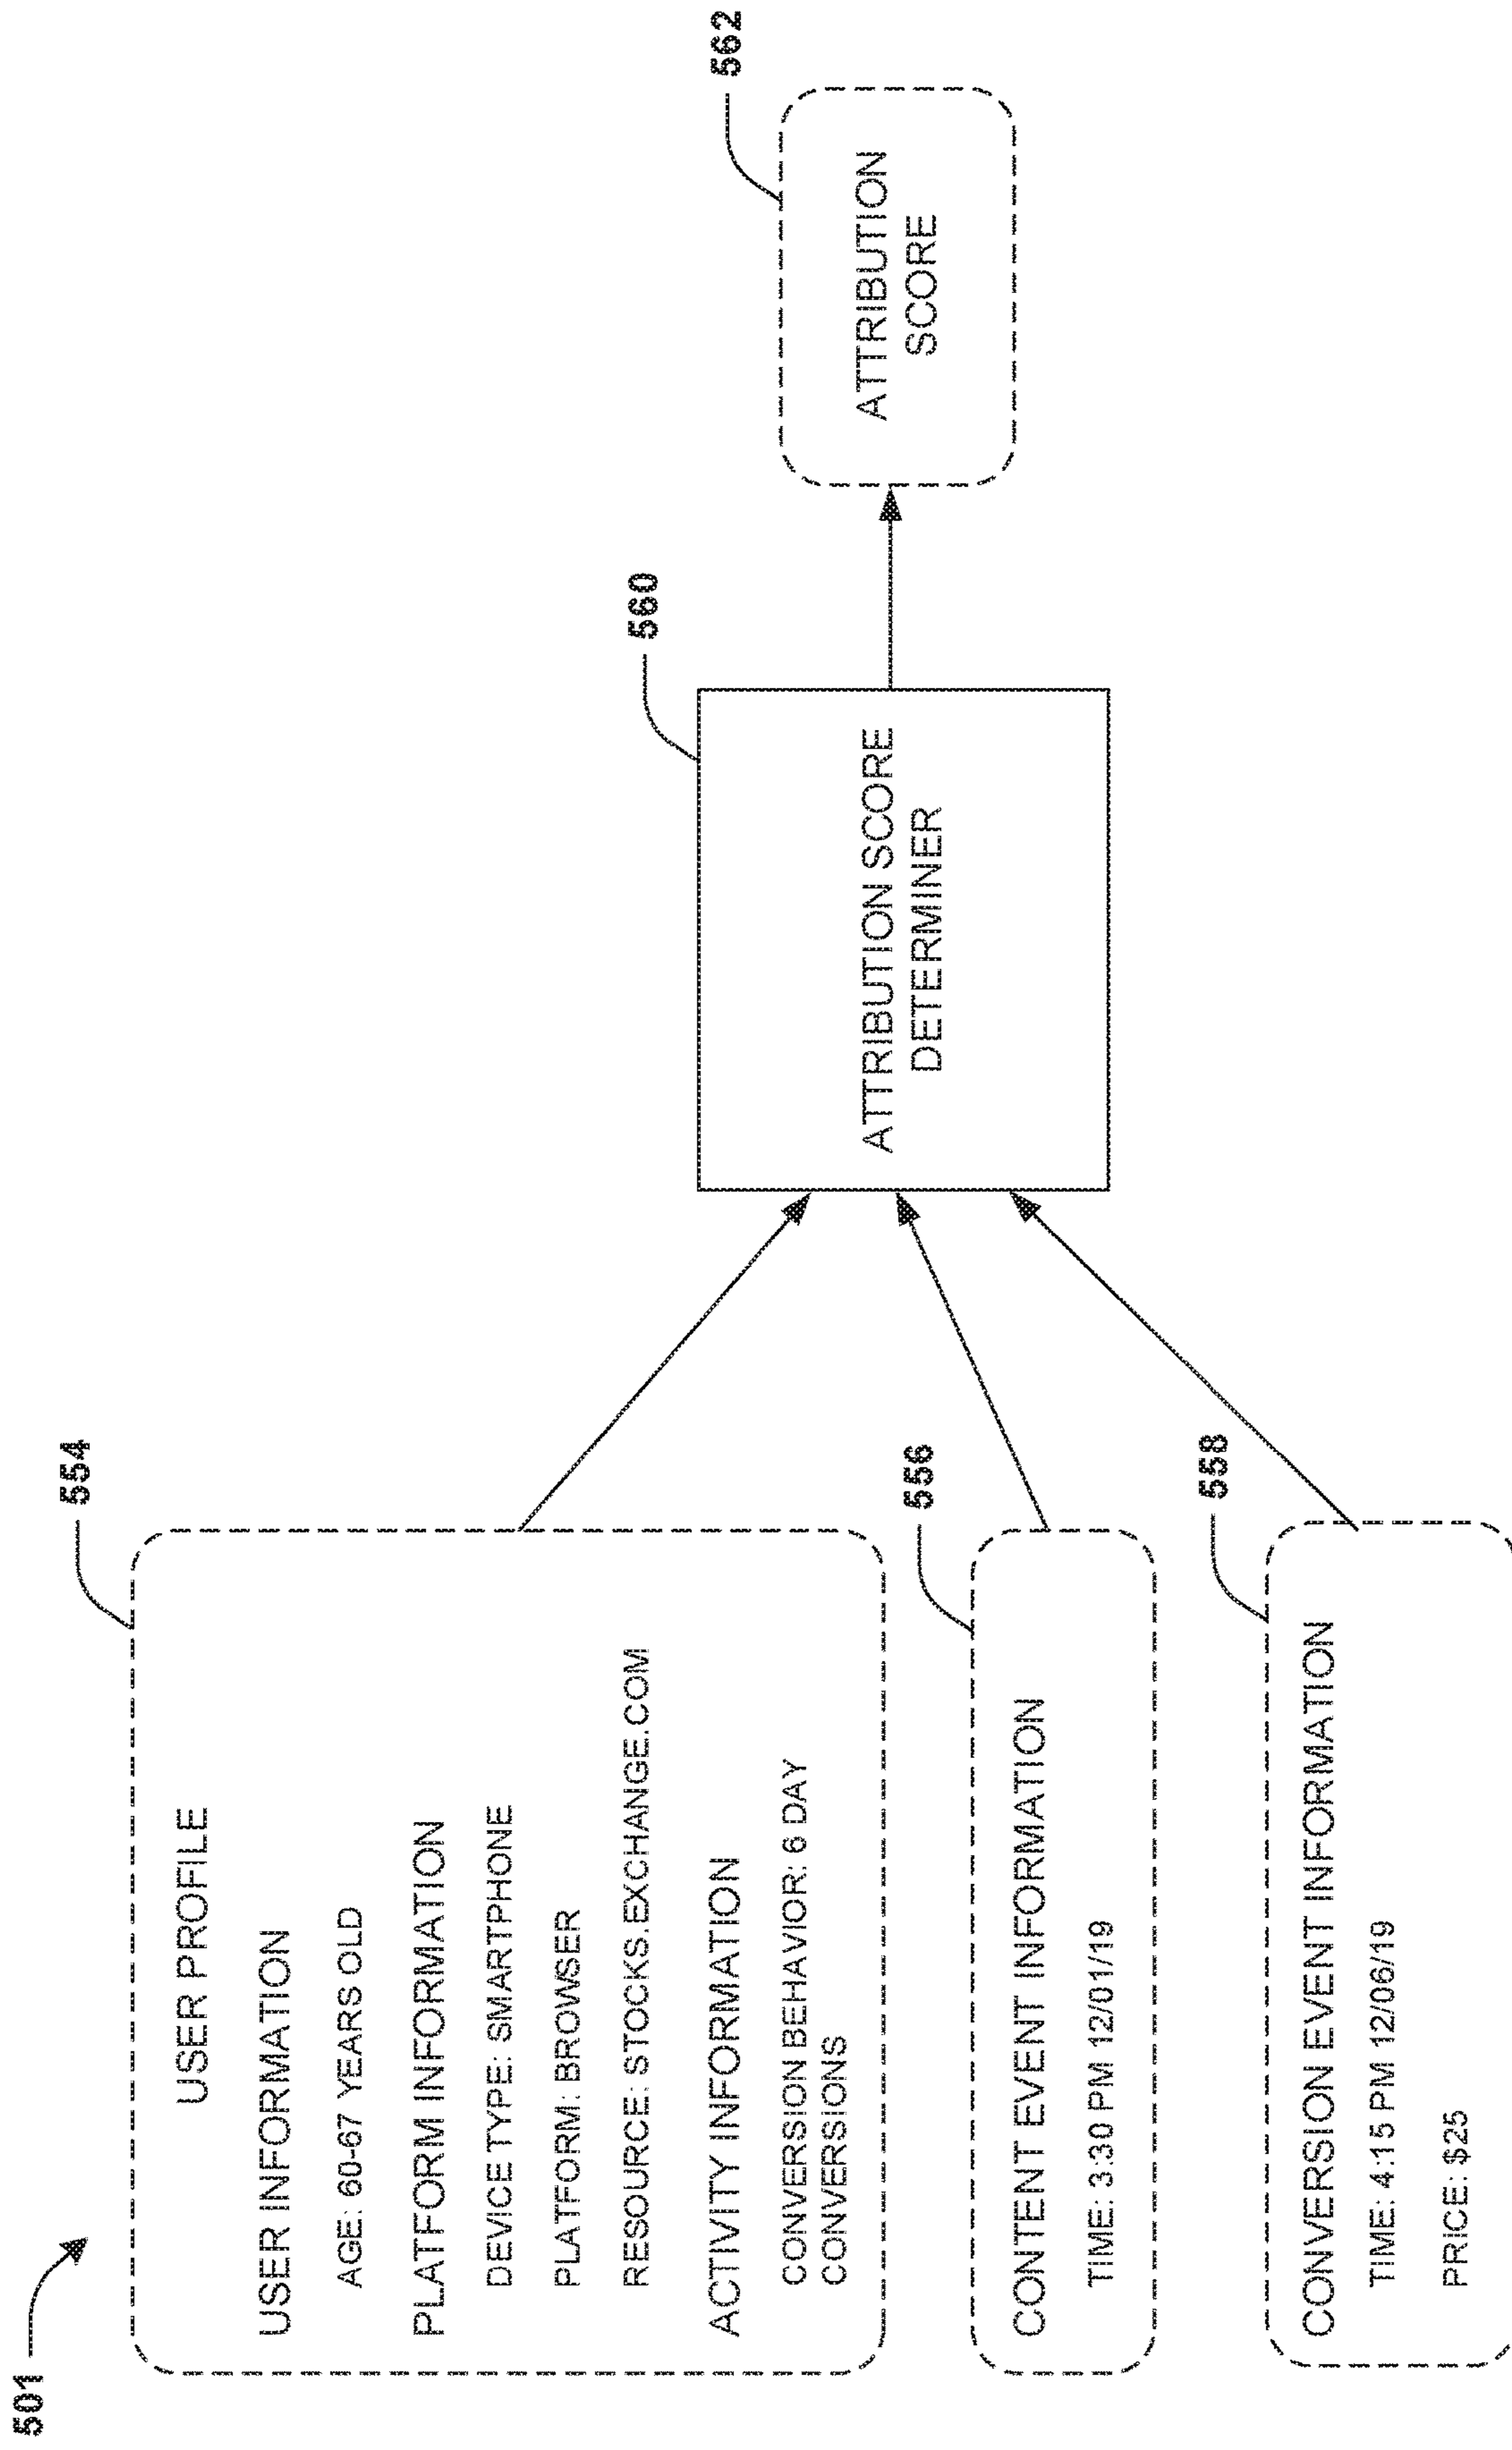 501
554
USER PROFILE
USER INFORMATION
AGE: 60-67 YEARS OLD
PLATFORM INFORMATION
DEVICE TYPE: SMARTPHONE
PLATFORM: BROWSER
RESOURCE: STOCKS.EXCHANGE.COM
ACTIVITY INFORMATION
CONVERSION BEHAVIOR: 6 DAY
CONVERSIONS
556
CONTENT EVENT INFORMATION
TIME: 3:30 PM 12/01/19
558
CONVERSION EVENT INFORMATION
TIME: 4:15 PM 12/06/19
PRICE: $25
560
ATTRIBUTION SCORE
DETERMINER
562
ATTRIBUTION
SCORE